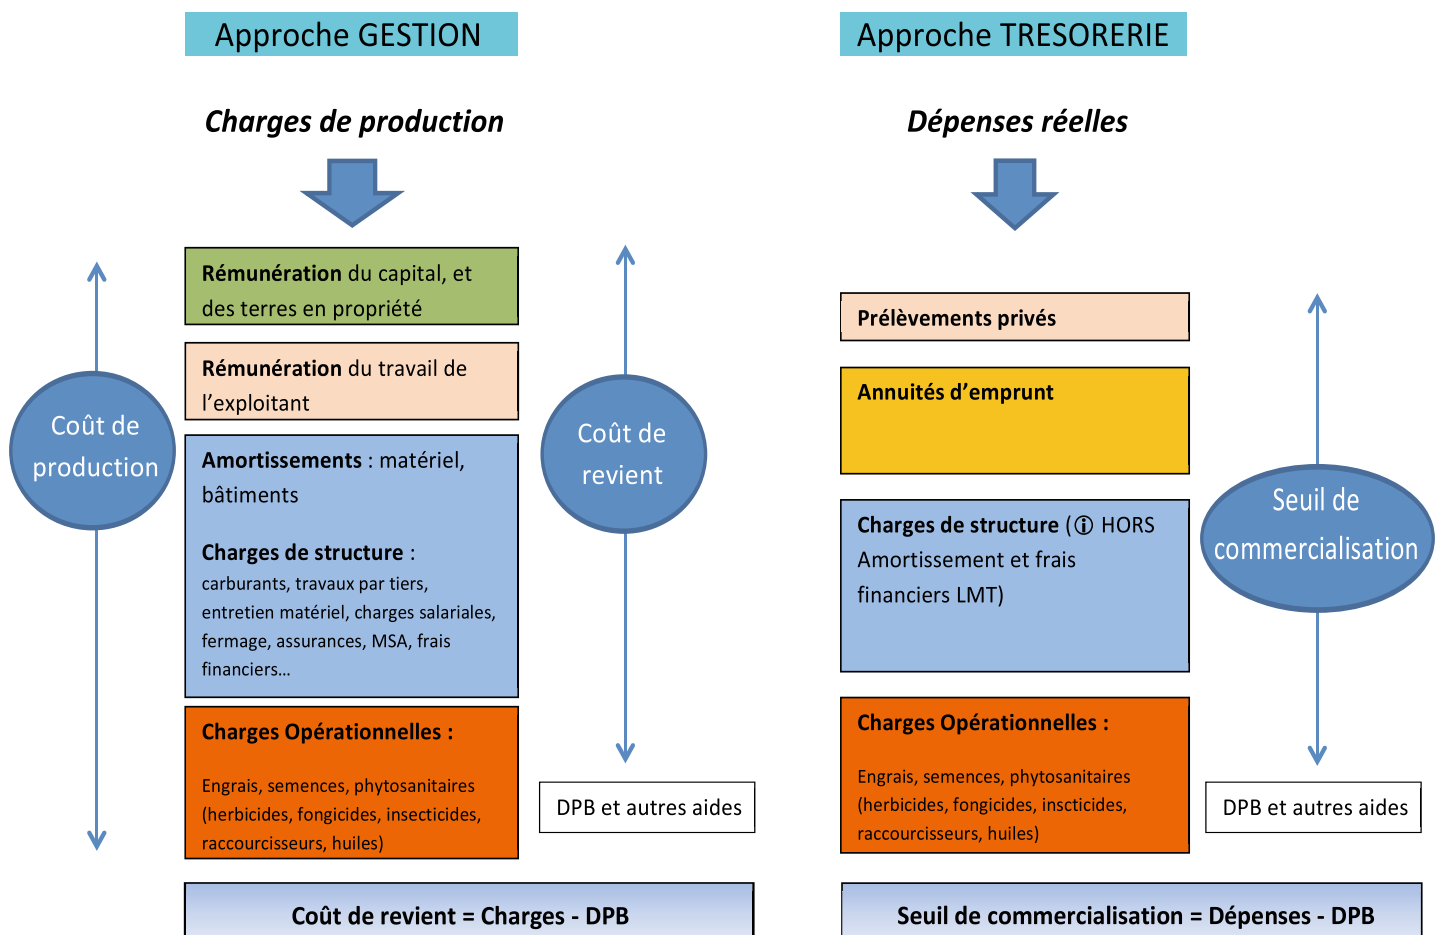 Approche GESTION
Charges de production
Coût de
production
Rémunération du capital, et
des terres en propriété
Rémunération du travail de
l’exploitant
Amortissements : matériel,
bâtiments
Charges de structure :
carburants, travaux par tiers,
entretien matériel, charges salariales,
fermage, assurances, MSA, frais
financiers…
Charges Opérationnelles :
Engrais, semences, phytosanitaires
(herbicides, fongicides, insecticides,
raccourcisseurs, huiles)
Coût de
revient
DPB et autres aides
Coût de revient = Charges - DPB
Approche TRESORERIE
Dépenses réelles
Prélèvements privés
Annuités d’emprunt
Charges de structure (ⓘ HORS
Amortissement et frais
financiers LMT)
Charges Opérationnelles :
Engrais, semences, phytosanitaires
(herbicides, fongicides, inscticides,
raccourcisseurs, huiles)
Seuil de
commercialisation
DPB et autres aides
Seuil de commercialisation = Dépenses - DPB